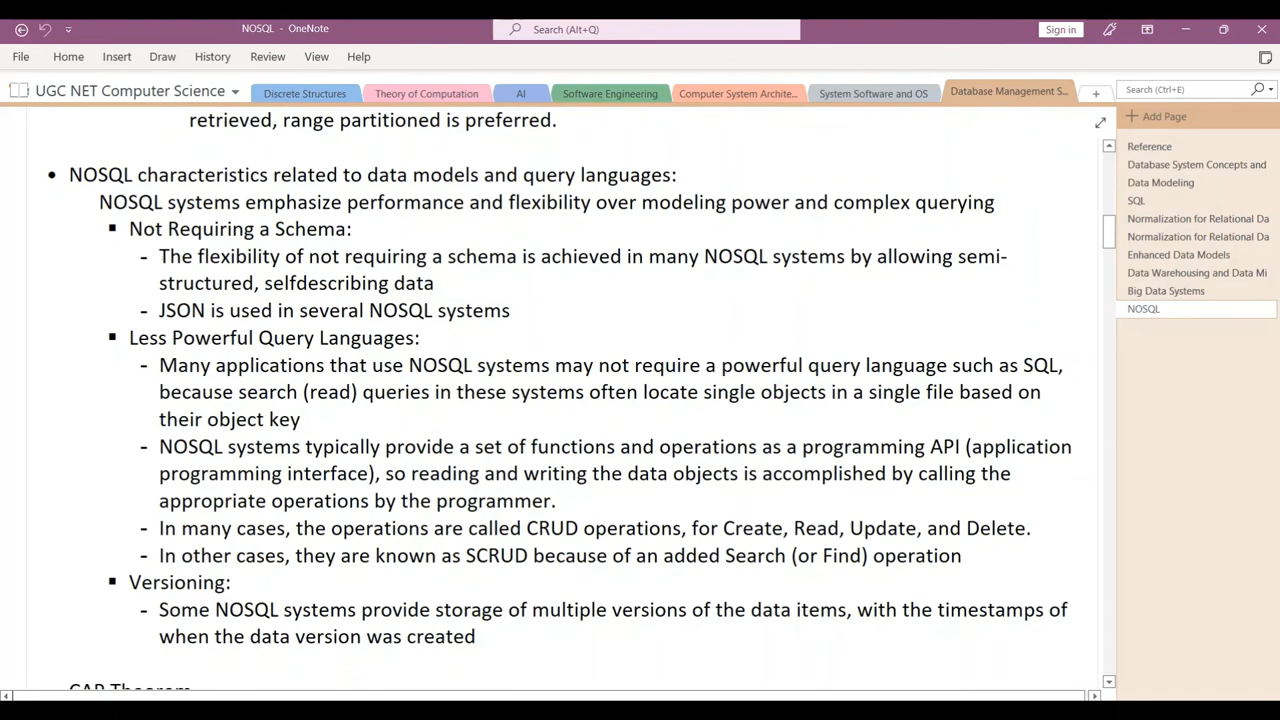 NOSQL - OneNote
Search (Alt+Q)
Sign in
File Home Insert Draw History Review View Help
UGC NET Computer Science
Discrete Structures
Theory of Computation
AI
Software Engineering
Computer System Archite...
System Software and OS
Database Management S...
Search (Ctrl+E)
retrieved, range partitioned is preferred.
• NOSQL characteristics related to data models and query languages:
NOSQL systems emphasize performance and flexibility over modeling power and complex querying
▪ Not Requiring a Schema:
- The flexibility of not requiring a schema is achieved in many NOSQL systems by allowing semi-
structured, selfdescribing data
- JSON is used in several NOSQL systems
▪ Less Powerful Query Languages:
- Many applications that use NOSQL systems may not require a powerful query language such as SQL,
because search (read) queries in these systems often locate single objects in a single file based on
their object key
- NOSQL systems typically provide a set of functions and operations as a programming API (application
programming interface), so reading and writing the data objects is accomplished by calling the
appropriate operations by the programmer.
- In many cases, the operations are called CRUD operations, for Create, Read, Update, and Delete.
- In other cases, they are known as SCRUD because of an added Search (or Find) operation
▪ Versioning:
- Some NOSQL systems provide storage of multiple versions of the data items, with the timestamps of
when the data version was created
CAP Theorem
Add Page
Reference
Database System Concepts and
Data Modeling
SQL
Normalization for Relational Da
Normalization for Relational Da
Enhanced Data Models
Data Warehousing and Data Mi
Big Data Systems
NOSQL